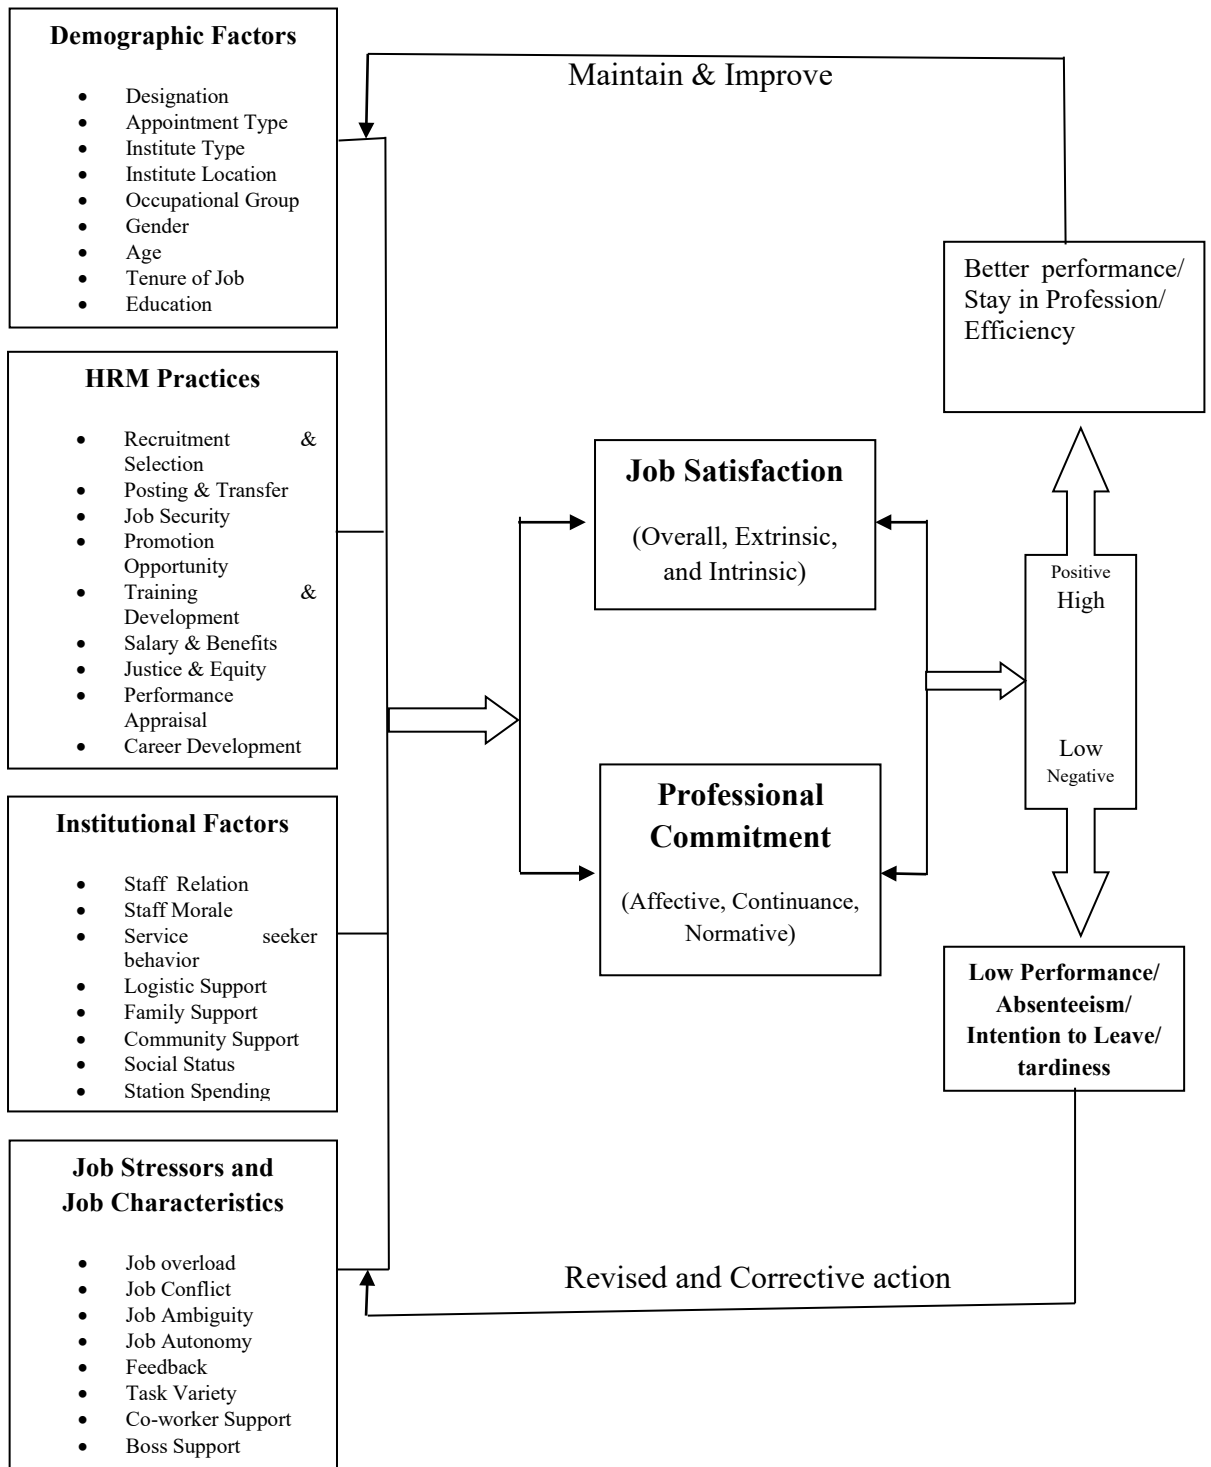 Demographic Factors
• Designation
• Appointment Type
• Institute Type
• Institute Location
• Occupational Group
• Gender
• Age
• Tenure of Job
• Education
HRM Practices
• Recruitment &
Selection
• Posting & Transfer
• Job Security
• Promotion
Opportunity
• Training &
Development
• Salary & Benefits
• Justice & Equity
• Performance
Appraisal
• Career Development
Institutional Factors
• Staff Relation
• Staff Morale
• Service seeker
behavior
• Logistic Support
• Family Support
• Community Support
• Social Status
• Station Spending
Job Stressors and
Job Characteristics
• Job overload
• Job Conflict
• Job Ambiguity
• Job Autonomy
• Feedback
• Task Variety
• Co-worker Support
• Boss Support
Maintain & Improve
Job Satisfaction
(Overall, Extrinsic,
and Intrinsic)
Professional
Commitment
(Affective, Continuance,
Normative)
Better performance/
Stay in Profession/
Efficiency
Positive
High
Low
Negative
Low Performance/
Absenteeism/
Intention to Leave/
tardiness
Revised and Corrective action